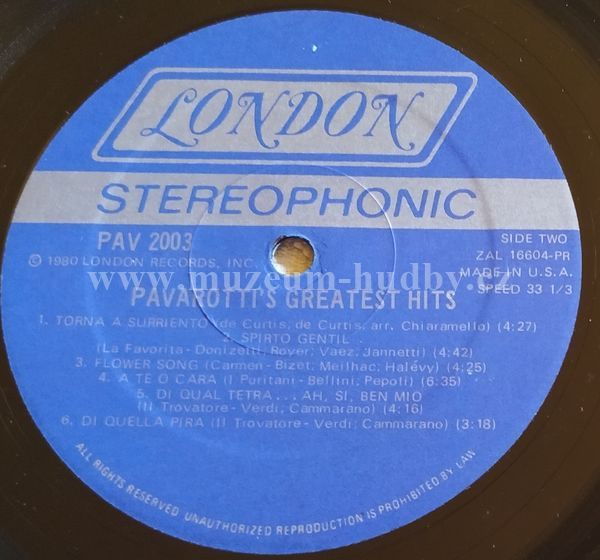 LONDON
STEREOPHONIC
PAV 2003
SIDE TWO
ZAL 16604-PR
℗ © 1980 LONDON RECORDS, INC.
MADE IN U.S.A.
SPEED 33 1/3
www.muzeum-hudby.
PAVAROTTI'S GREATEST HITS
1. TORNA A SURRIENTO (de Curtis, de Curtis, arr. Chiaramello) (4:27)
2. SPIRTO GENTIL
(La Favorita - Donizetti, Royer, Vaez, Jannetti) (4:42)
3. FLOWER SONG (Carmen - Bizet, Meilhac, Halévy) (4:25)
4. A TE O CARA (I Puritani - Bellini, Pepoli) (6:35)
5. DI QUAL TETRA . . . AH, SI, BEN MIO
(Il Trovatore - Verdi, Cammarano) (4:16)
6. DI QUELLA PIRA (Il Trovatore - Verdi, Cammarano) (3:18)
ALL RIGHTS RESERVED UNAUTHORIZED REPRODUCTION IS PROHIBITED BY LAW